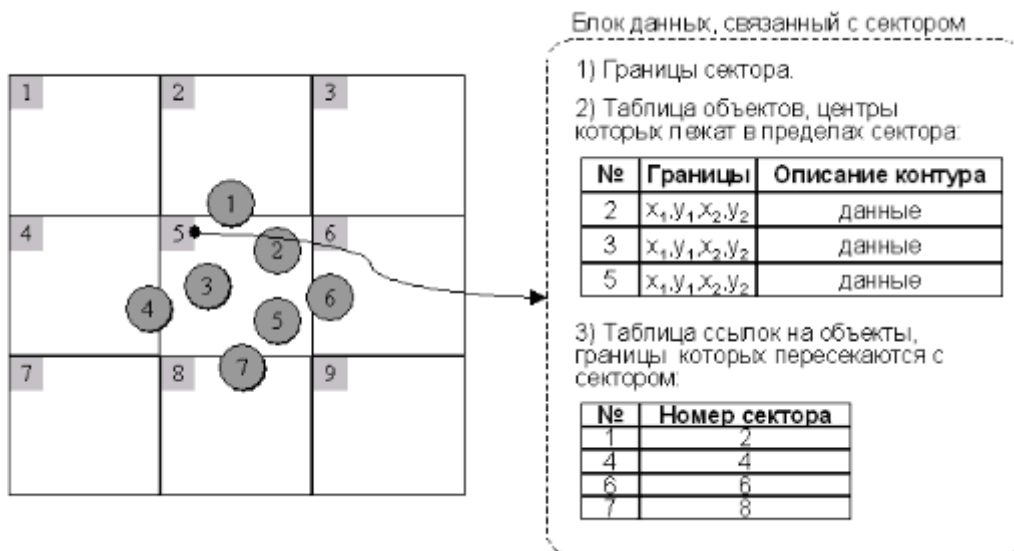 Блок данных, связанный с сектором
1) Границы сектора.
2) Таблица объектов, центры
которых лежат в пределах сектора:
№ Границы Описание контура
2 x₁,y₁,x₂,y₂ данные
3 x₁,y₁,x₂,y₂ данные
5 x₁,y₁,x₂,y₂ данные
3) Таблица ссылок на объекты,
границы которых пересекаются с
сектором:
№ Номер сектора
1 2
4 4
6 6
7 8
1 2 3
1
4 5 6
2
3
4
6
5
7 8 9
7